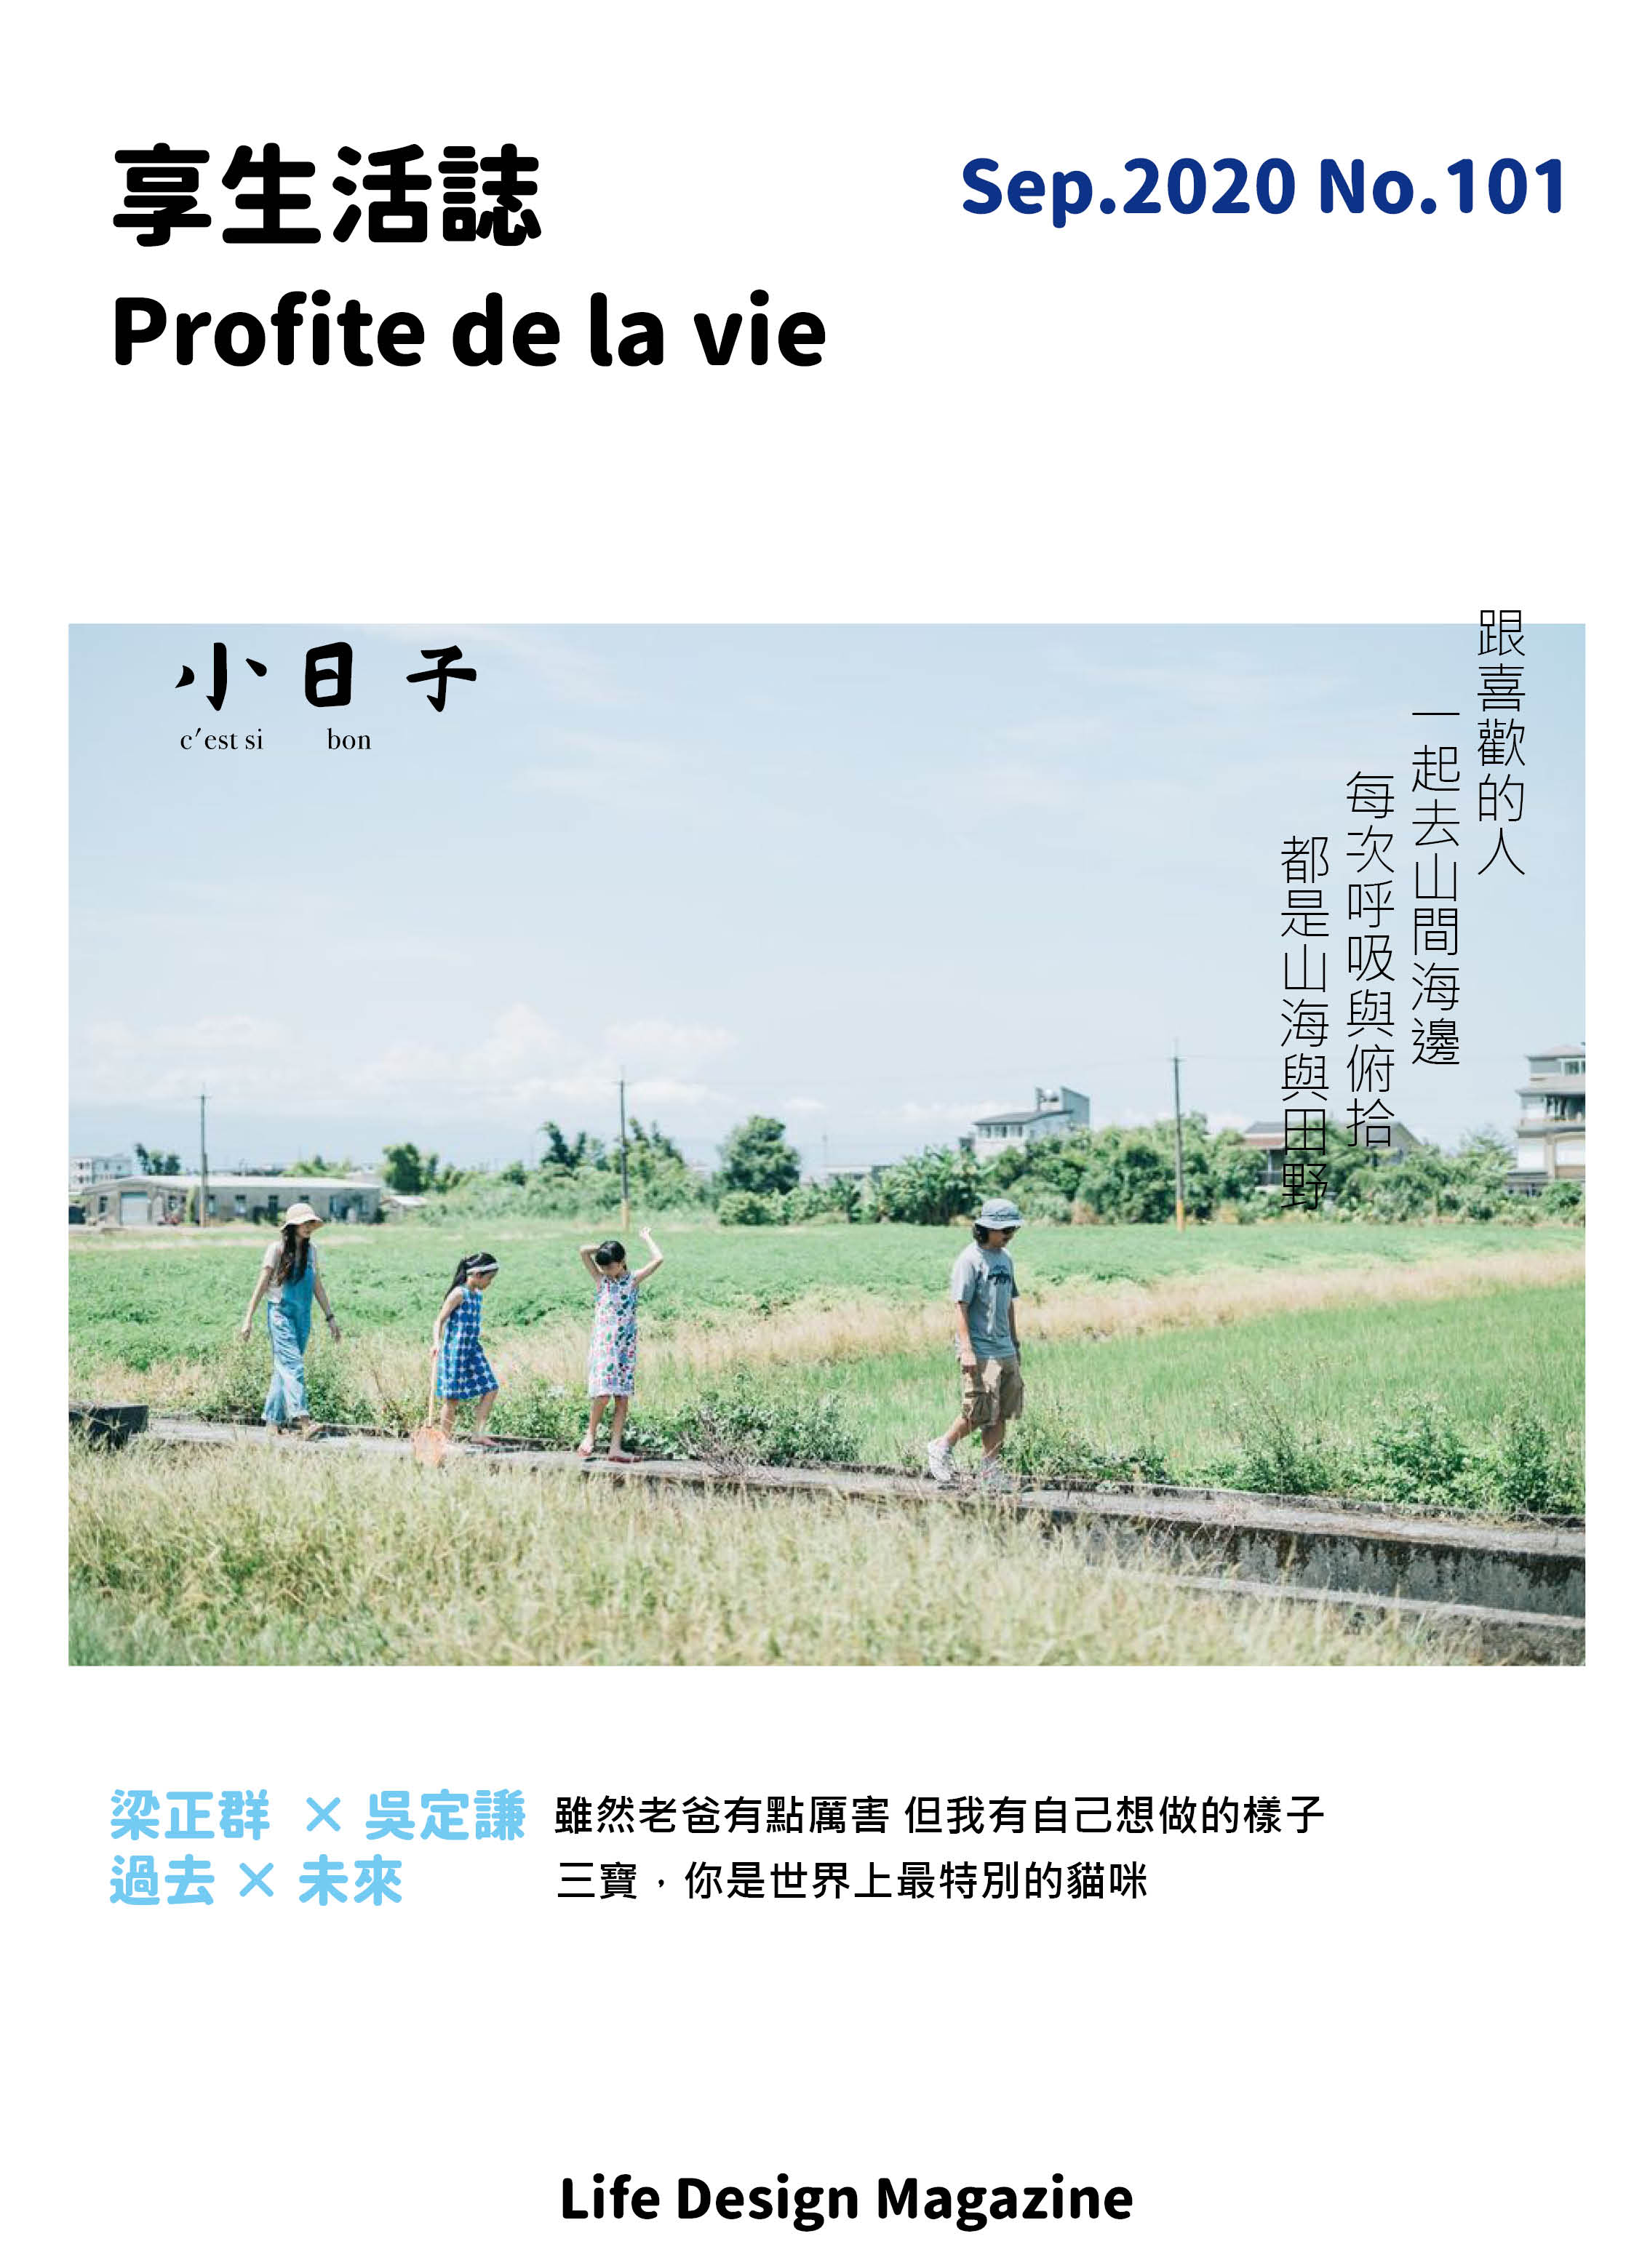 享生活誌
Sep.2020 No.101
Profite de la vie
小日子
c'est si bon
跟喜歡的人
一起去山間海邊
每次呼吸與俯拾
都是山海與田野
梁正群 × 吳定謙 雖然老爸有點厲害 但我有自己想做的樣子
過去 × 未來 三寶，你是世界上最特別的貓咪
Life Design Magazine